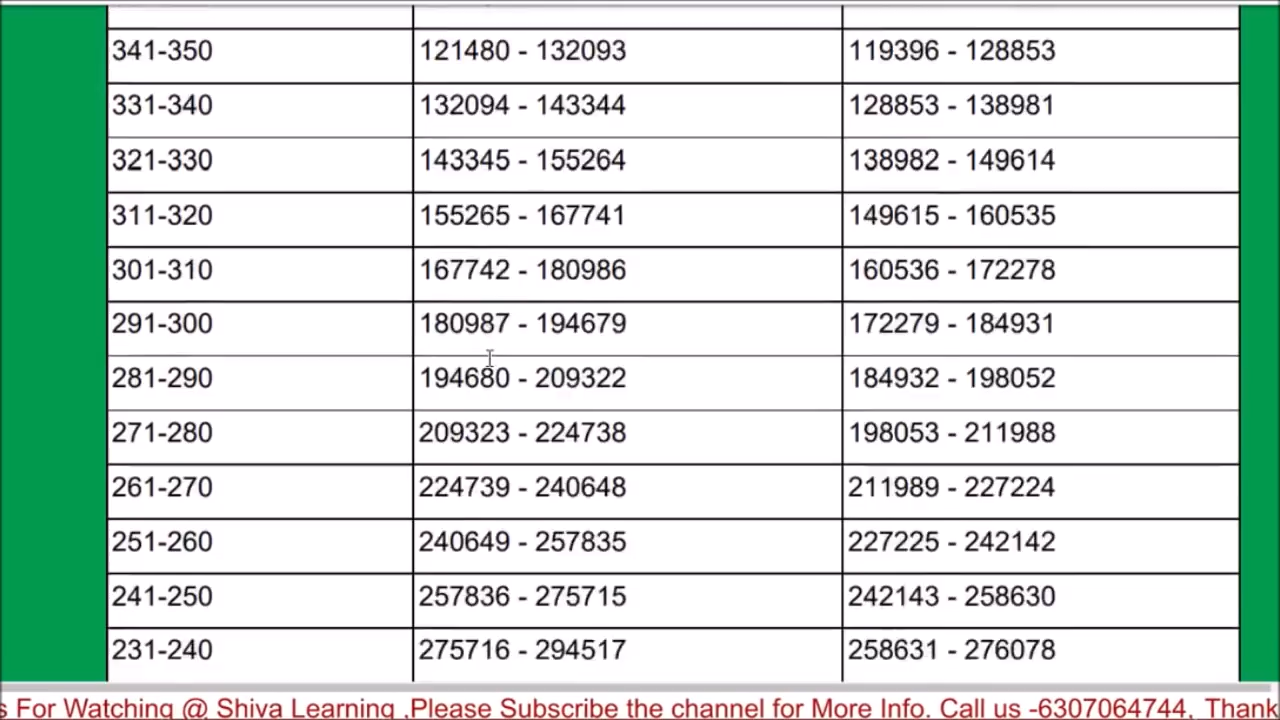 341-350 121480 - 132093 119396 - 128853
331-340 132094 - 143344 128853 - 138981
321-330 143345 - 155264 138982 - 149614
311-320 155265 - 167741 149615 - 160535
301-310 167742 - 180986 160536 - 172278
291-300 180987 - 194679 172279 - 184931
281-290 194680 - 209322 184932 - 198052
271-280 209323 - 224738 198053 - 211988
261-270 224739 - 240648 211989 - 227224
251-260 240649 - 257835 227225 - 242142
241-250 257836 - 275715 242143 - 258630
231-240 275716 - 294517 258631 - 276078
s For Watching @ Shiva Learning ,Please Subscribe the channel for More Info. Call us -6307064744, Thank